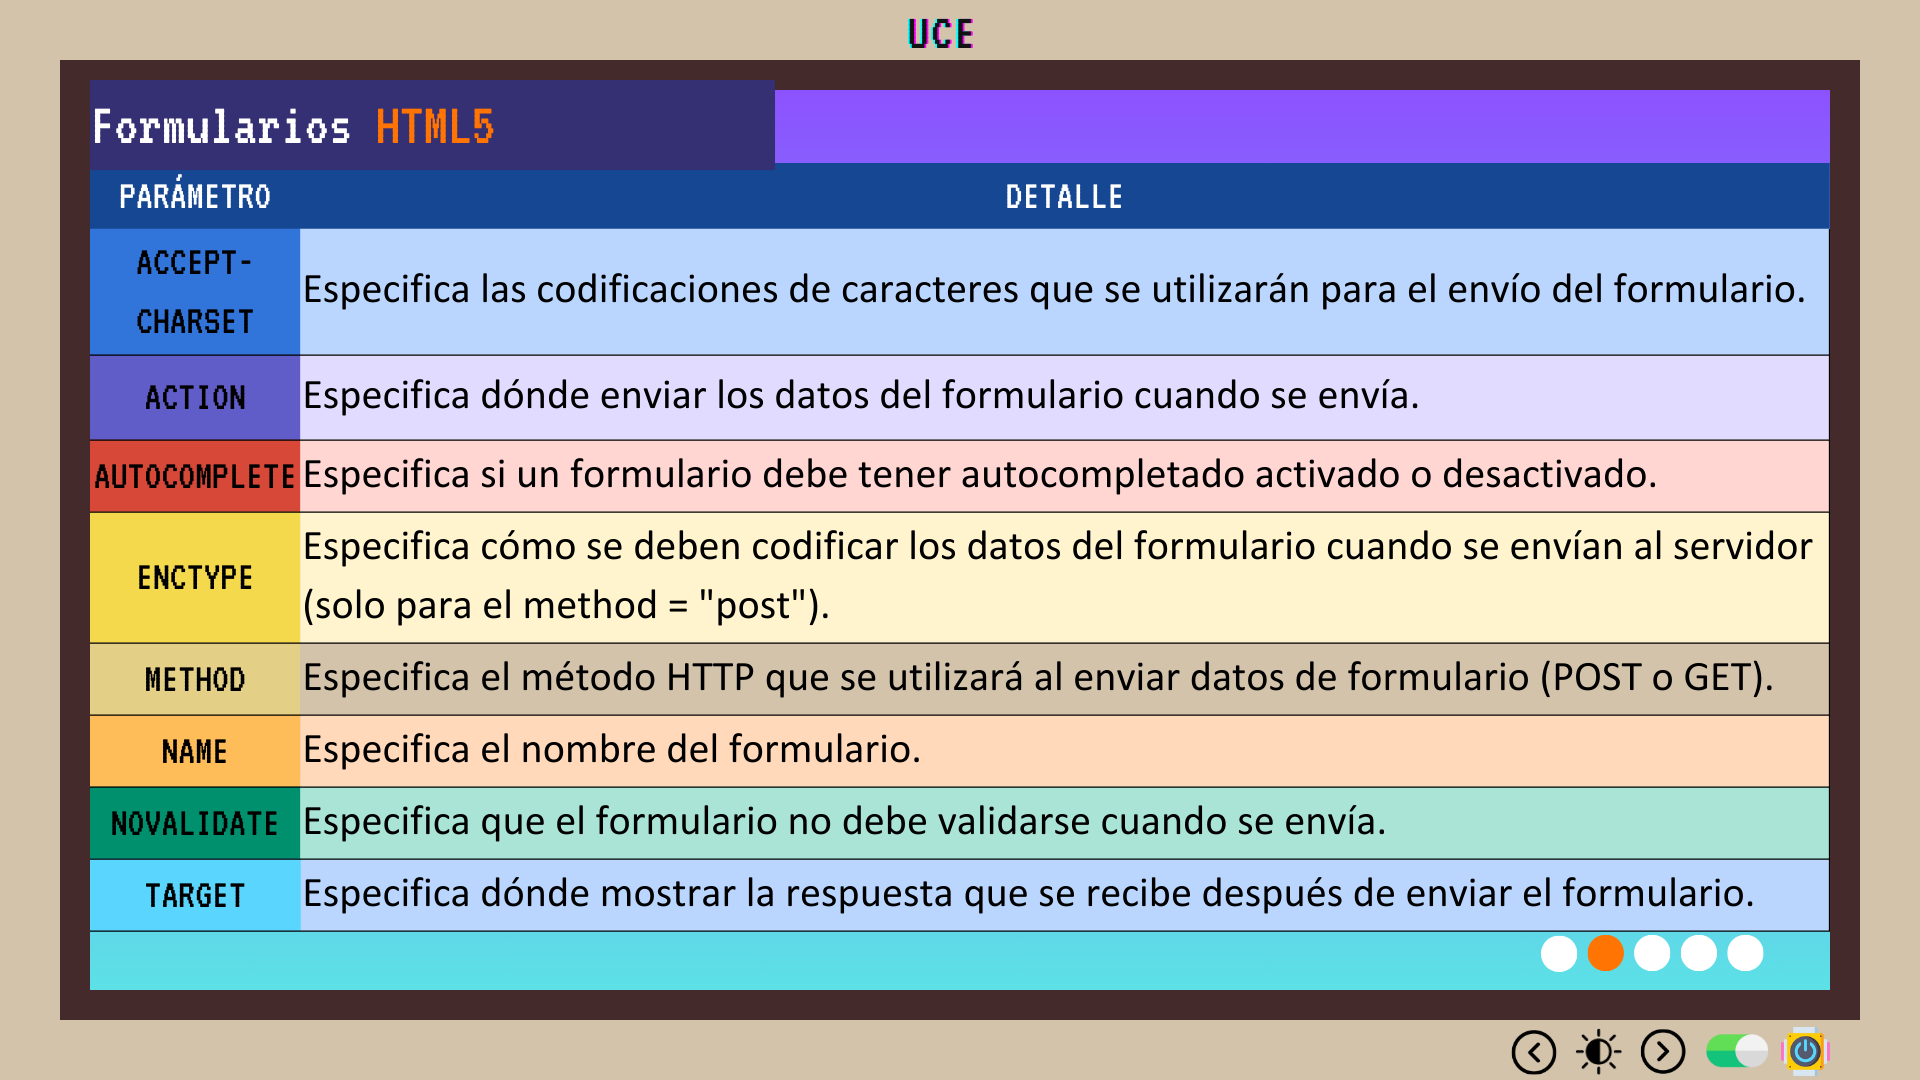 UCE
Formularios HTML5
PARÁMETRO
DETALLE
ACCEPT-
CHARSET
Especifica las codificaciones de caracteres que se utilizarán para el envío del formulario.
ACTION
Especifica dónde enviar los datos del formulario cuando se envía.
AUTOCOMPLETE
Especifica si un formulario debe tener autocompletado activado o desactivado.
ENCTYPE
Especifica cómo se deben codificar los datos del formulario cuando se envían al servidor
(solo para el method = "post").
METHOD
Especifica el método HTTP que se utilizará al enviar datos de formulario (POST o GET).
NAME
Especifica el nombre del formulario.
NOVALIDATE
Especifica que el formulario no debe validarse cuando se envía.
TARGET
Especifica dónde mostrar la respuesta que se recibe después de enviar el formulario.